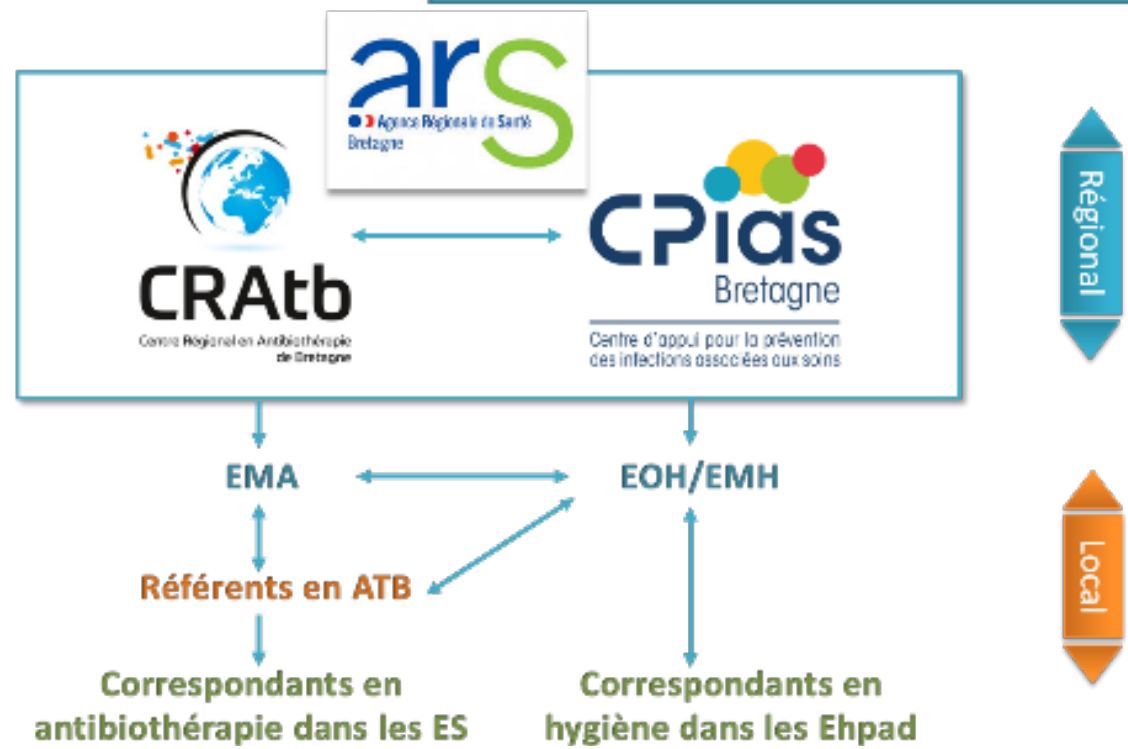 ars
Agence Régionale de Santé
Bretagne
CRAtb
Centre Régional en Antibiothérapie
de Bretagne
CPias
Bretagne
Centre d'appui pour la prévention
des infections associées aux soins
Régional
EMA
EOH/EMH
Référents en ATB
Local
Correspondants en
antibiothérapie dans les ES
Correspondants en
hygiène dans les Ehpad